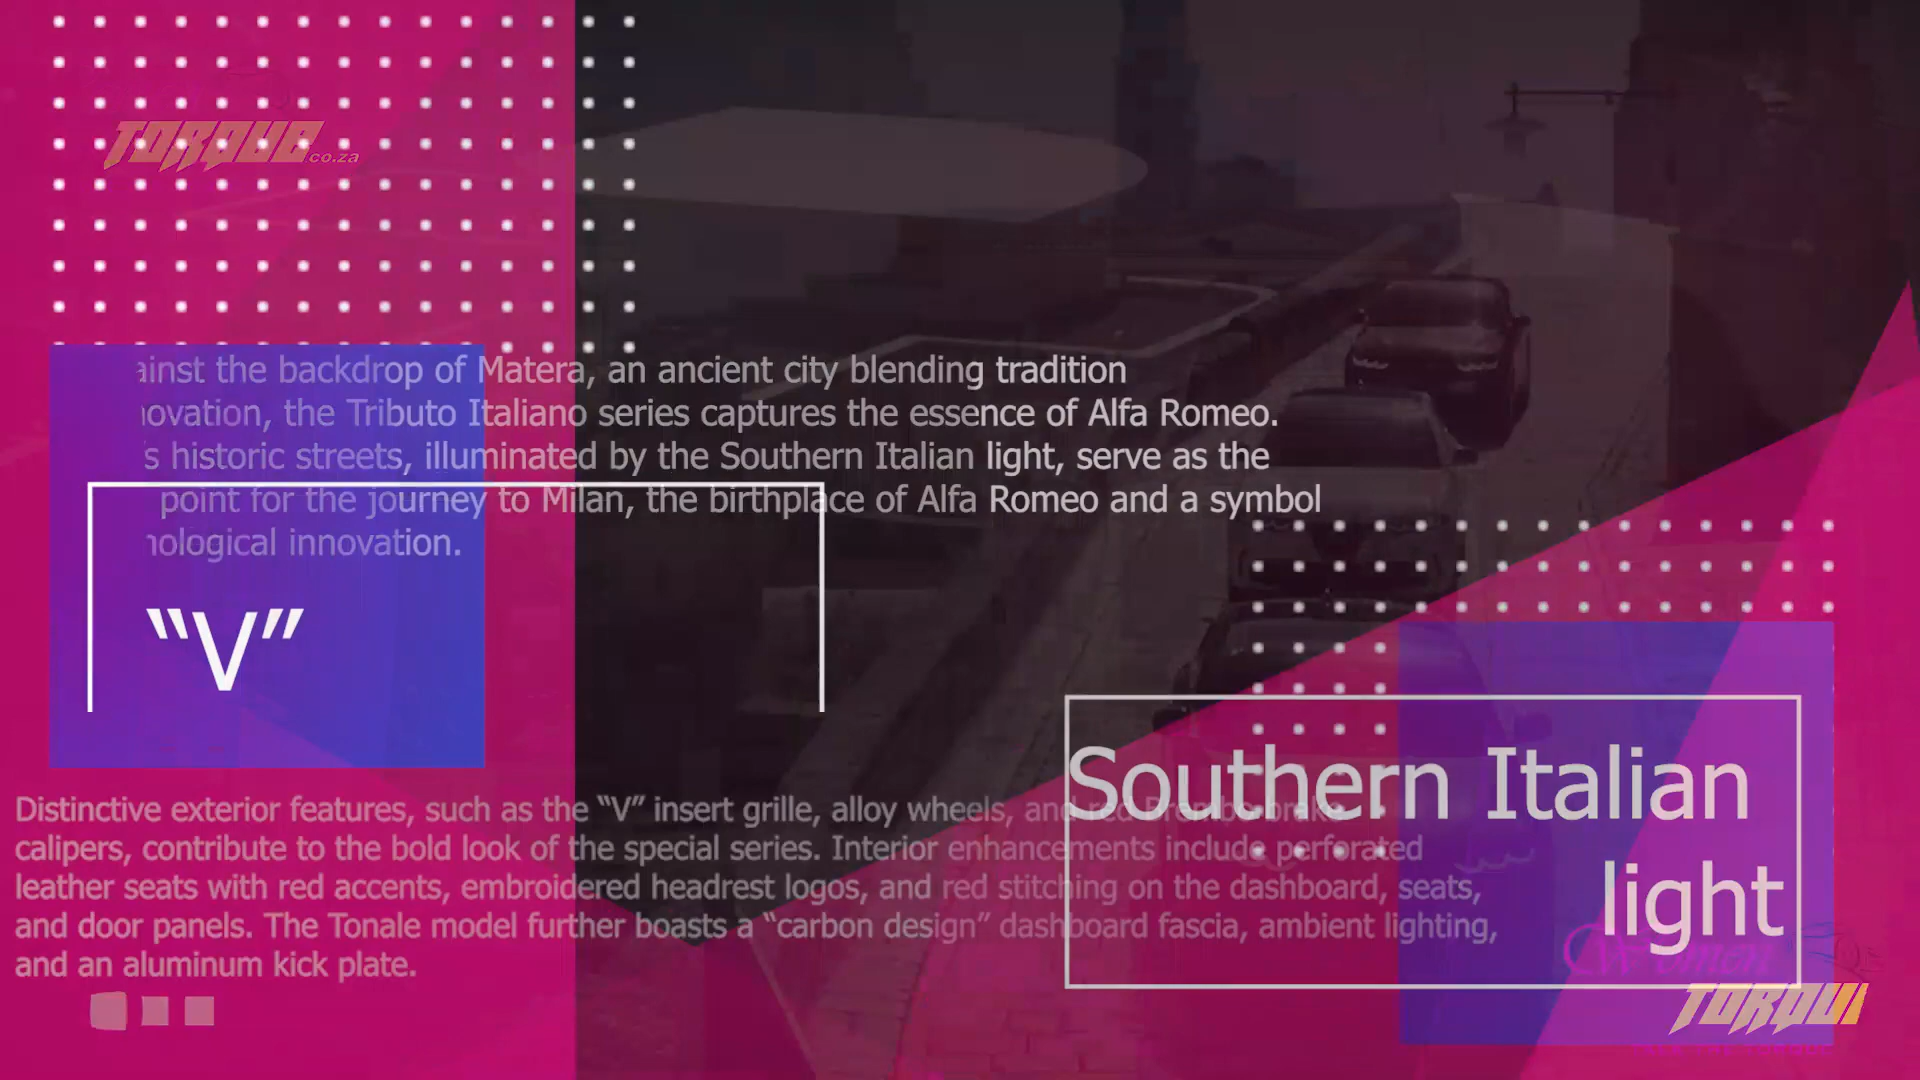 TORQUE.co.za
the backdrop of Matera, an ancient city blending tradition
the Tributo Italiano series captures the essence of Alfa Romeo.
historic streets, illuminated by the Southern Italian light, serve as the
point for the journey to Milan, the birthplace of Alfa Romeo and a symbol
innovation.
“V”
Southern Italian
light
Distinctive exterior features, such as the “V” insert grille, alloy wheels, and red Brembo brake
calipers, contribute to the bold look of the special series. Interior enhancements include perforated
leather seats with red accents, embroidered headrest logos, and red stitching on the dashboard, seats,
and door panels. The Tonale model further boasts a “carbon design” dashboard fascia, ambient lighting,
and an aluminum kick plate.
Women